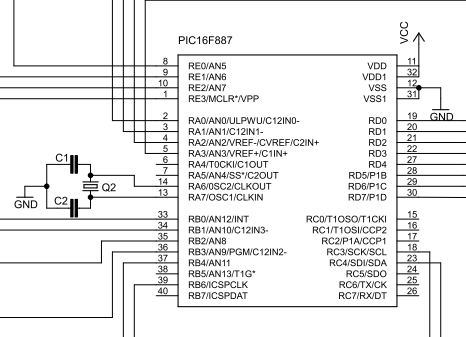 PIC16F887
VCC
8 RE0/AN5 VDD 11
9 RE1/AN6 VDD1 32
10 RE2/AN7 VSS 12
1 RE3/MCLR*/VPP VSS1 31
GND
2 RA0/AN0/ULPWU/C12IN0- RD0 19
3 RA1/AN1/C12IN1- RD1 20
4 RA2/AN2/VREF-/CVREF/C2IN+ RD2 21
5 RA3/AN3/VREF+/C1IN+ RD3 22
6 RA4/T0CKI/C1OUT RD4 27
7 RA5/AN4/SS*/C2OUT RD5/P1B 28
14 RA6/0SC2/CLKOUT RD6/P1C 29
13 RA7/OSC1/CLKIN RD7/P1D 30
C1
Q2
C2
GND
33 RB0/AN12/INT RC0/T1OSO/T1CKI 15
34 RB1/AN10/C12IN3- RC1/T1OSI/CCP2 16
35 RB2/AN8 RC2/P1A/CCP1 17
36 RB3/AN9/PGM/C12IN2- RC3/SCK/SCL 18
37 RB4/AN11 RC4/SDI/SDA 23
38 RB5/AN13/T1G* RC5/SDO 24
39 RB6/ICSPCLK RC6/TX/CK 25
40 RB7/ICSPDAT RC7/RX/DT 26